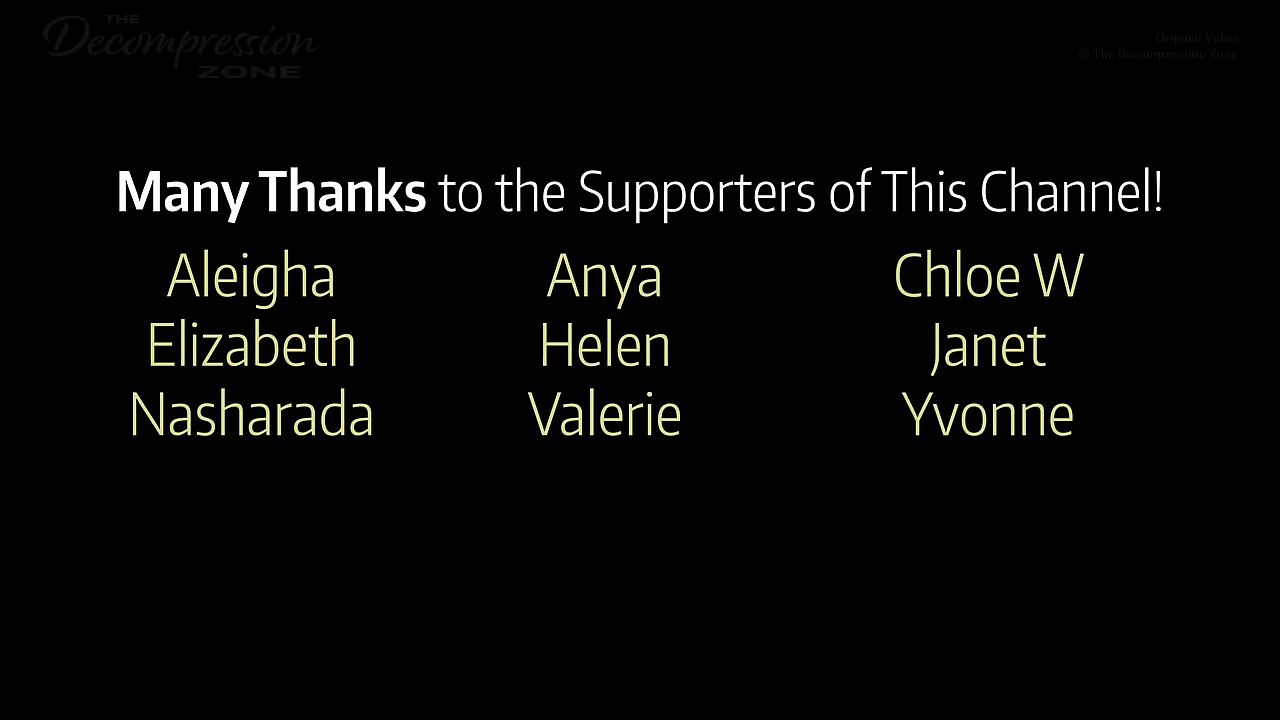 THE
Decompression
ZONE
Original Video
© The Decompression Zone
Many Thanks to the Supporters of This Channel!
Aleigha Anya Chloe W
Elizabeth Helen Janet
Nasharada Valerie Yvonne